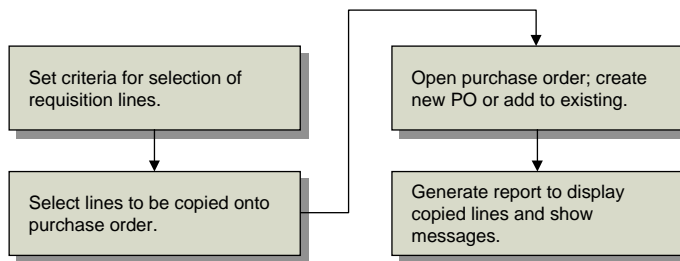 Set criteria for selection of
requisition lines.
Select lines to be copied onto
purchase order.
Open purchase order; create
new PO or add to existing.
Generate report to display
copied lines and show
messages.